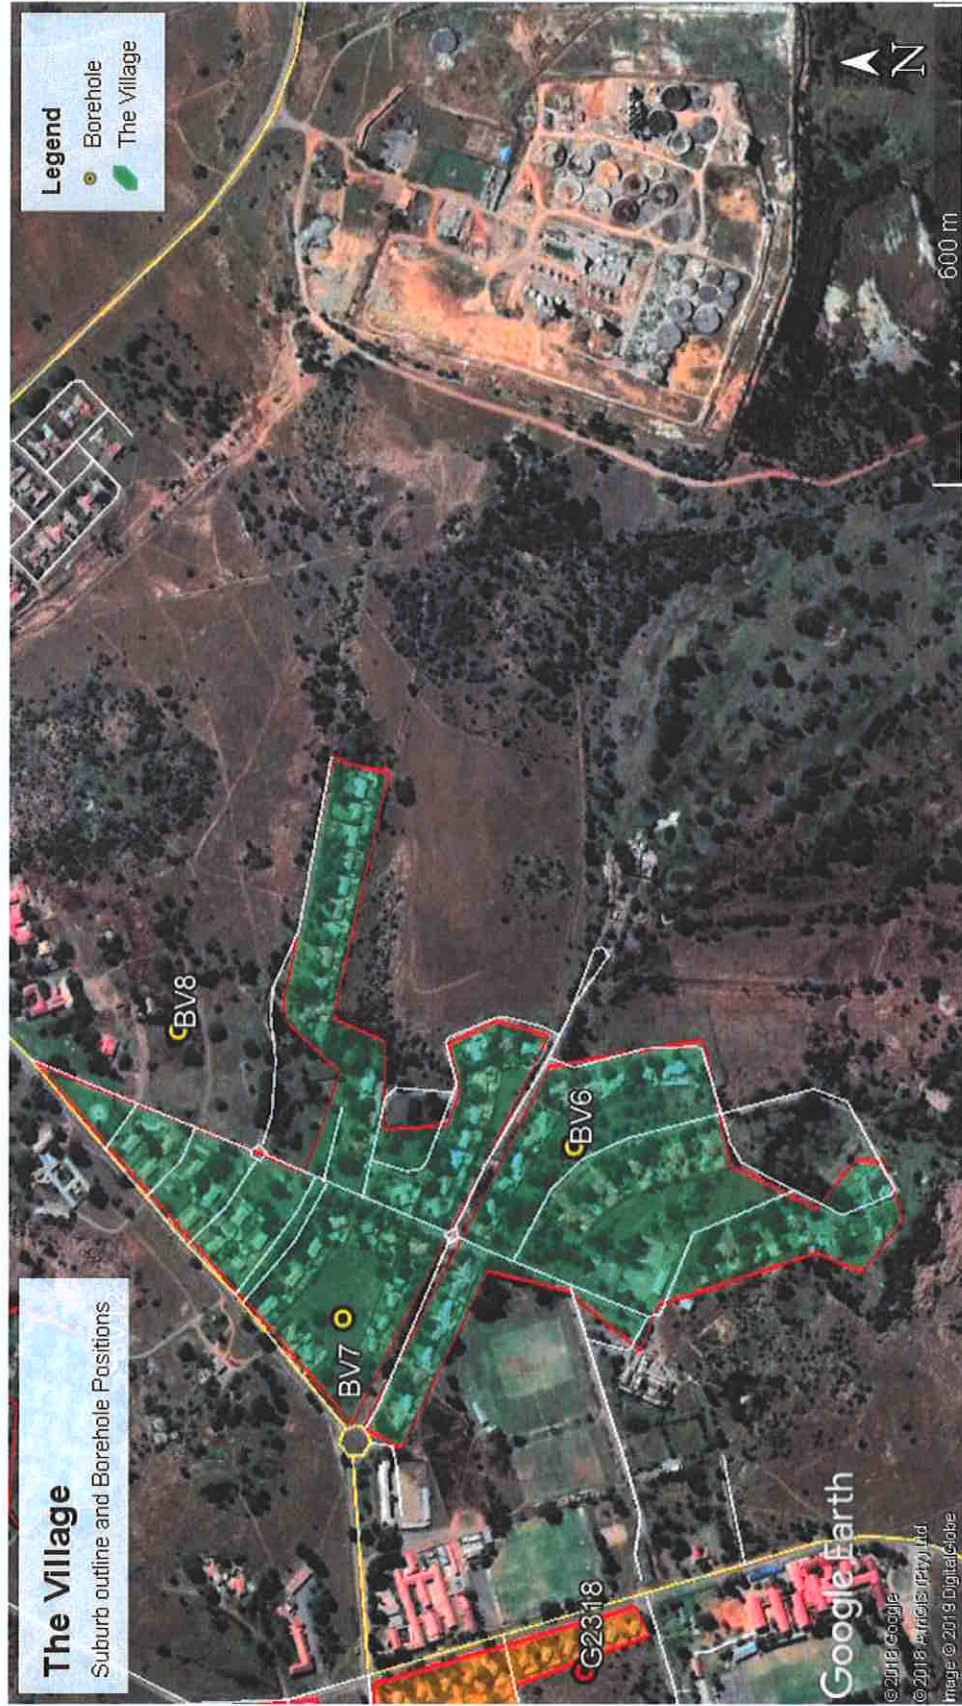 The Village
Suburb outline and Borehole Positions
Legend
Borehole
The Village
BV8
BV7
BV6
G2318
N
600 m
Google Earth
© 2018 Google
© 2018 AfriGIS (Pty) Ltd
Image © 2019 DigitalGlobe